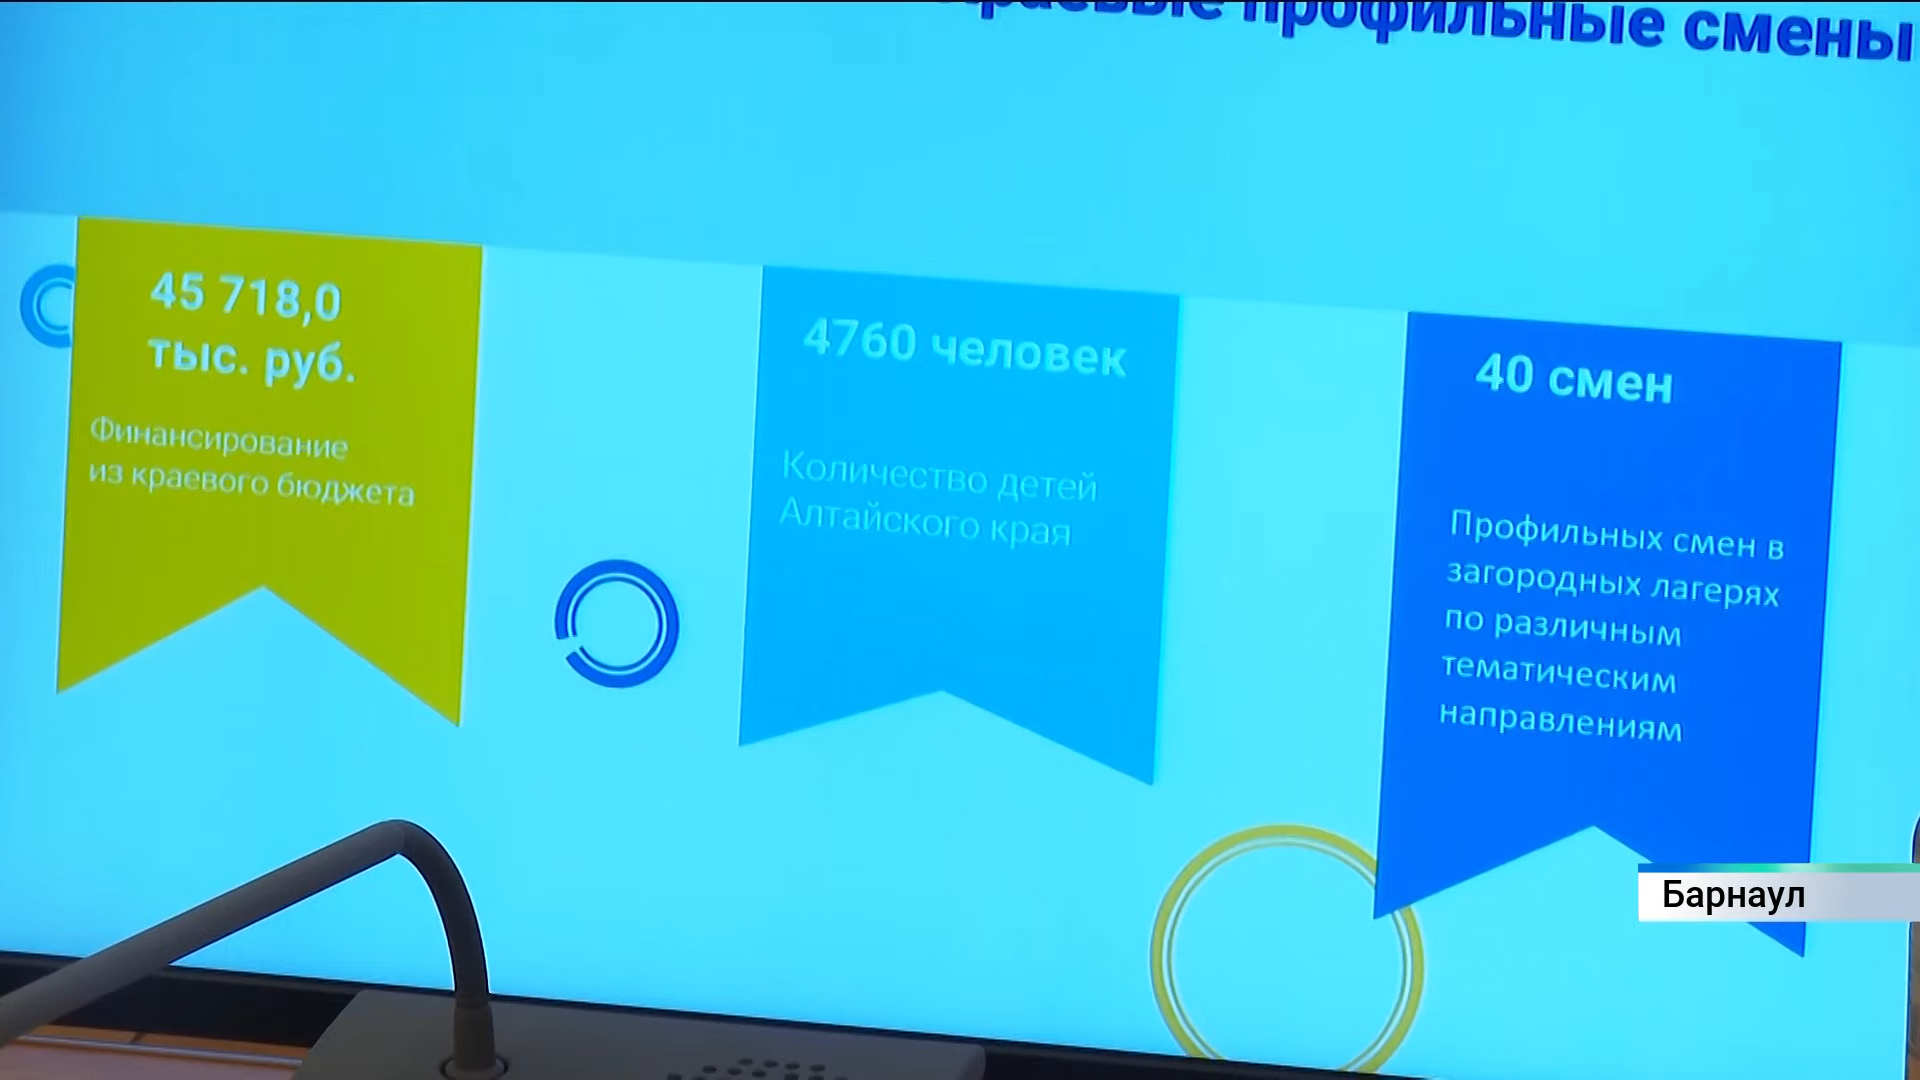 Краевые профильные смены
45 718,0
тыс. руб.
Финансирование
из краевого бюджета
4760 человек
Количество детей
Алтайского края
40 смен
Профильных смен в
загородных лагерях
по различным
тематическим
направлениям
Барнаул